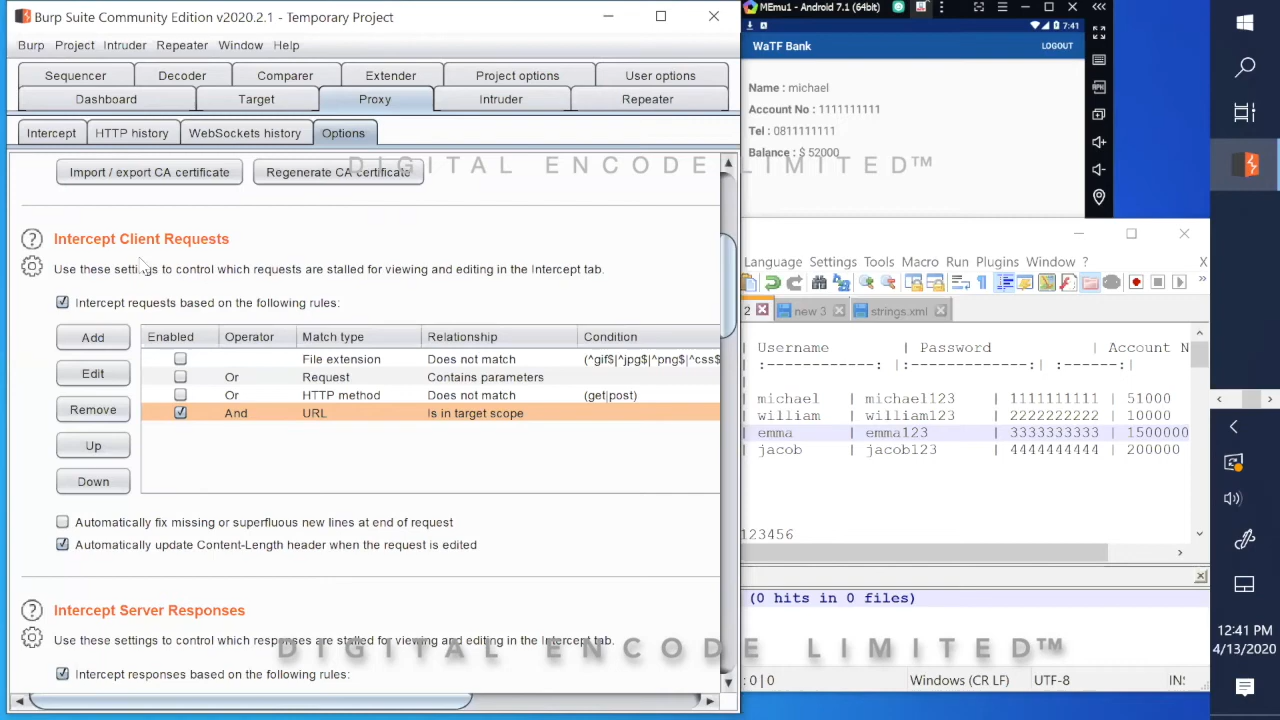 Burp Suite Community Edition v2020.2.1 - Temporary Project
Burp Project Intruder Repeater Window Help
Sequencer Decoder Comparer Extender Project options User options
Dashboard Target Proxy Intruder Repeater
Intercept HTTP history WebSockets history Options
Import / export CA certificate Regenerate CA certificate
Intercept Client Requests
Use these settings to control which requests are stalled for viewing and editing in the Intercept tab.
Intercept requests based on the following rules:
Add
Edit
Remove
Up
Down
Enabled Operator Match type Relationship Condition
File extension Does not match (^gif$|^jpg$|^png$|^css$
Or Request Contains parameters
Or HTTP method Does not match (get|post)
And URL Is in target scope
Automatically fix missing or superfluous new lines at end of request
Automatically update Content-Length header when the request is edited
Intercept Server Responses
Use these settings to control which responses are stalled for viewing and editing in the Intercept tab.
Intercept responses based on the following rules:
MEmu1 - Android 7.1 (64bit)
7:41
WaTF Bank LOGOUT
Name : michael
Account No : 1111111111
Tel : 0811111111
Balance : $ 52000
DIGITAL ENCODE LIMITED™
Language Settings Tools Macro Run Plugins Window ? X
2 new 3 strings.xml
| Username | Password | Account N
| :------------: | :-------------: | :------:|
|
| michael | michael123 | 1111111111 | 51000
| william | william123 | 2222222222 | 10000
| emma | emma123 | 3333333333 | 1500000
| jacob | jacob123 | 4444444444 | 200000
123456
(0 hits in 0 files)
DIGITAL ENCODE LIMITED™
: 0 | 0 Windows (CR LF) UTF-8 IN
12:41 PM
4/13/2020